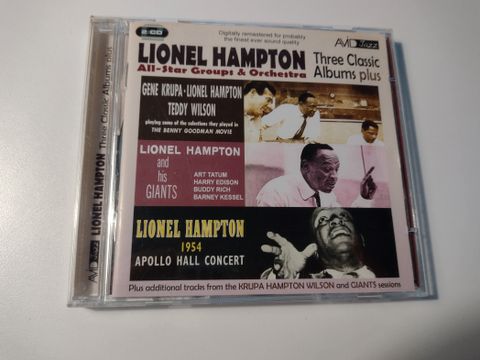 2-CD
Digitally remastered for probably
the finest ever sound quality
AVID Jazz
LIONEL HAMPTON
All-Star Groups & Orchestra
Three Classic
Albums plus
GENE KRUPA·LIONEL HAMPTON
TEDDY WILSON
playing some of the selections they played in
THE BENNY GOODMAN MOVIE
LIONEL HAMPTON
and his
GIANTS
ART TATUM
HARRY EDISON
BUDDY RICH
BARNEY KESSEL
LIONEL HAMPTON
1954
APOLLO HALL CONCERT
Plus additional tracks from the KRUPA HAMPTON WILSON and GIANTS sessions
AVID Jazz LIONEL HAMPTON Three Classic Albums plus